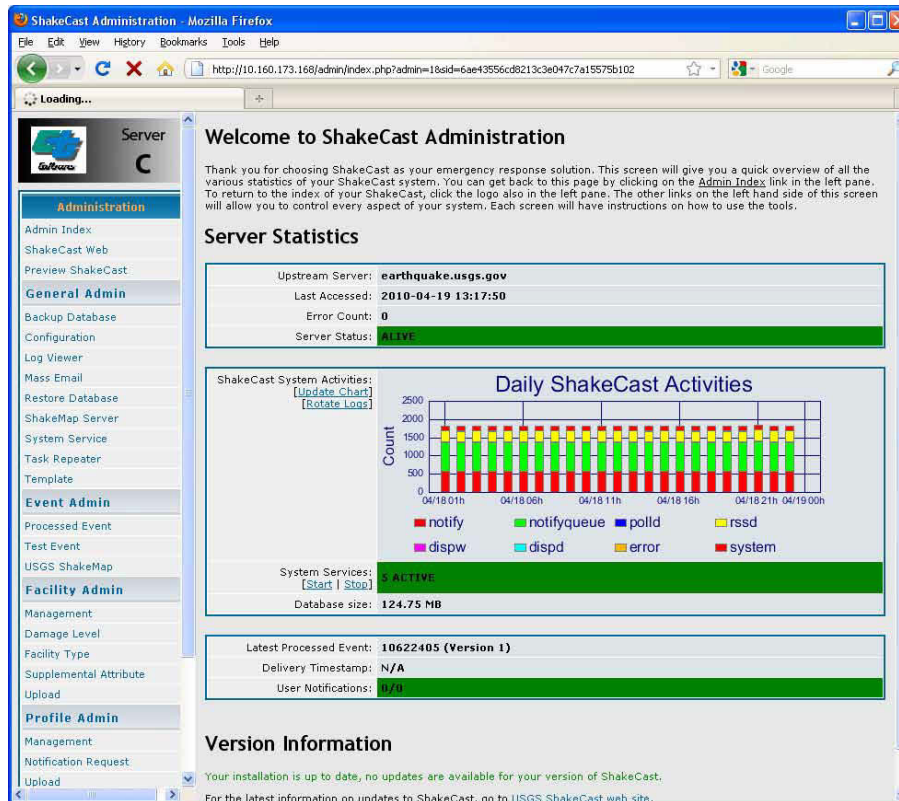 ShakeCast Administration - Mozilla Firefox
File Edit View History Bookmarks Tools Help
http://10.160.173.168/admin/index.php?admin=1&sid=6ae43556cd8213c3e047c7a15575b102
Google
Loading...
Server
C
Administration
Admin Index
ShakeCast Web
Preview ShakeCast
General Admin
Backup Database
Configuration
Log Viewer
Mass Email
Restore Database
ShakeMap Server
System Service
Task Repeater
Template
Event Admin
Processed Event
Test Event
USGS ShakeMap
Facility Admin
Management
Damage Level
Facility Type
Supplemental Attribute
Upload
Profile Admin
Management
Notification Request
Upload
Welcome to ShakeCast Administration
Thank you for choosing ShakeCast as your emergency response solution. This screen will give you a quick overview of all the
various statistics of your ShakeCast system. You can get back to this page by clicking on the Admin Index link in the left pane.
To return to the index of your ShakeCast, click the logo also in the left pane. The other links on the left hand side of this screen
will allow you to control every aspect of your system. Each screen will have instructions on how to use the tools.
Server Statistics
Upstream Server: earthquake.usgs.gov
Last Accessed: 2010-04-19 13:17:50
Error Count: 0
Server Status: ALIVE
ShakeCast System Activities:
[Update Chart]
[Rotate Logs]
Daily ShakeCast Activities
Count
2500
2000
1500
1000
500
0
04/18 01h 04/18 06h 04/18 11h 04/18 16h 04/18 21h 04/19 00h
notify notifyqueue polld rssd
dispw dispd error system
System Services: 5 ACTIVE
[Start | Stop]
Database size: 124.75 MB
Latest Processed Event: 10622405 (Version 1)
Delivery Timestamp: N/A
User Notifications: 0/0
Version Information
Your installation is up to date, no updates are available for your version of ShakeCast.
For the latest information on updates to ShakeCast, go to USGS ShakeCast web site.